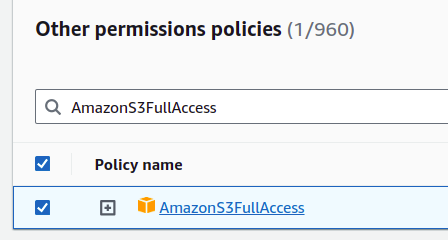 Other permissions policies (1/960)
AmazonS3FullAccess
Policy name
AmazonS3FullAccess